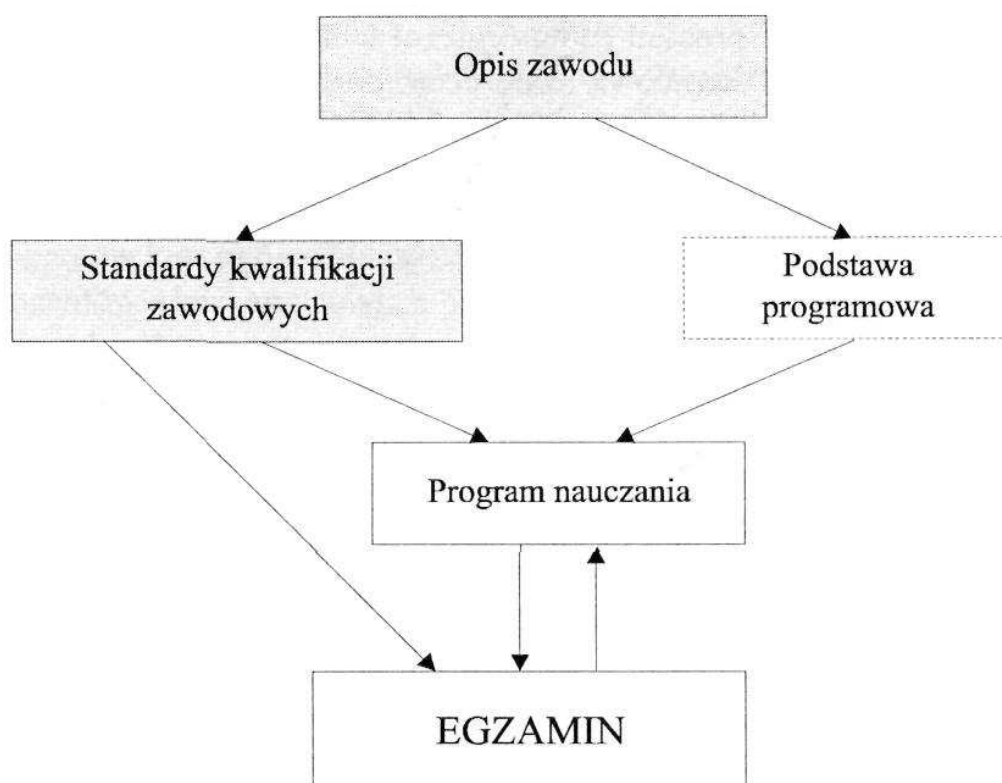 Opis zawodu
Standardy kwalifikacji
zawodowych
Podstawa
programowa
Program nauczania
EGZAMIN